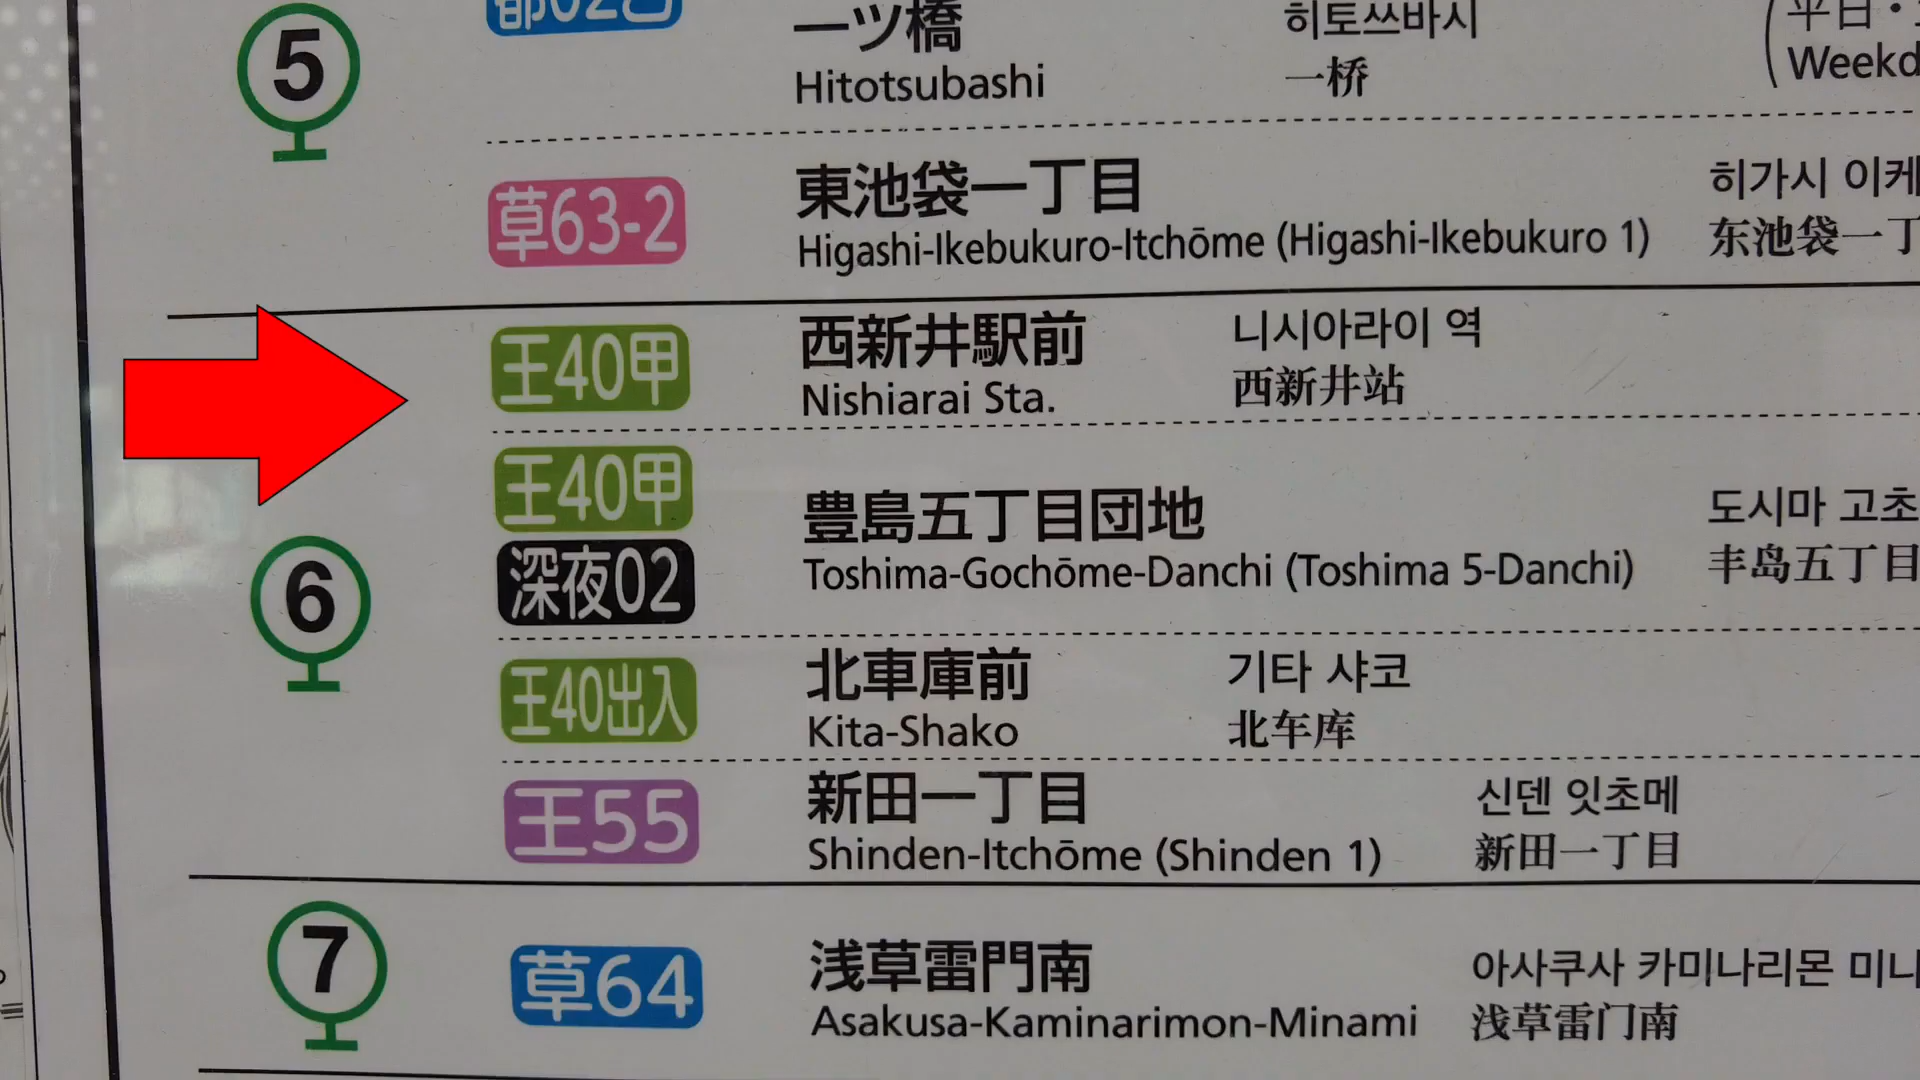 5
一ツ橋
Hitotsubashi
히토쓰바시
一桥
平日・
草63-2
東池袋一丁目
Higashi-Ikebukuro-Itchōme (Higashi-Ikebukuro 1)
히가시 이케
东池袋一丁
王40甲
西新井駅前
Nishiarai Sta.
니시아라이 역
西新井站
6
王40甲
深夜02
豊島五丁目団地
Toshima-Gochōme-Danchi (Toshima 5-Danchi)
도시마 고초
丰岛五丁目
王40出入
北車庫前
Kita-Shako
기타 샤코
北车库
王55
新田一丁目
Shinden-Itchōme (Shinden 1)
신덴 잇초메
新田一丁目
7
草64
浅草雷門南
Asakusa-Kaminarimon-Minami
아사쿠사 카미나리몬 미나
浅草雷门南